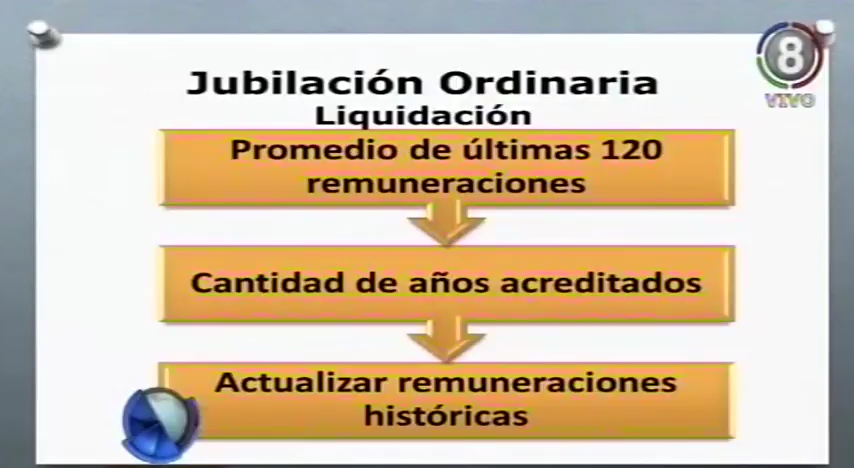 8
VIVO
Jubilación Ordinaria
Liquidación
Promedio de últimas 120
remuneraciones
Cantidad de años acreditados
Actualizar remuneraciones
históricas